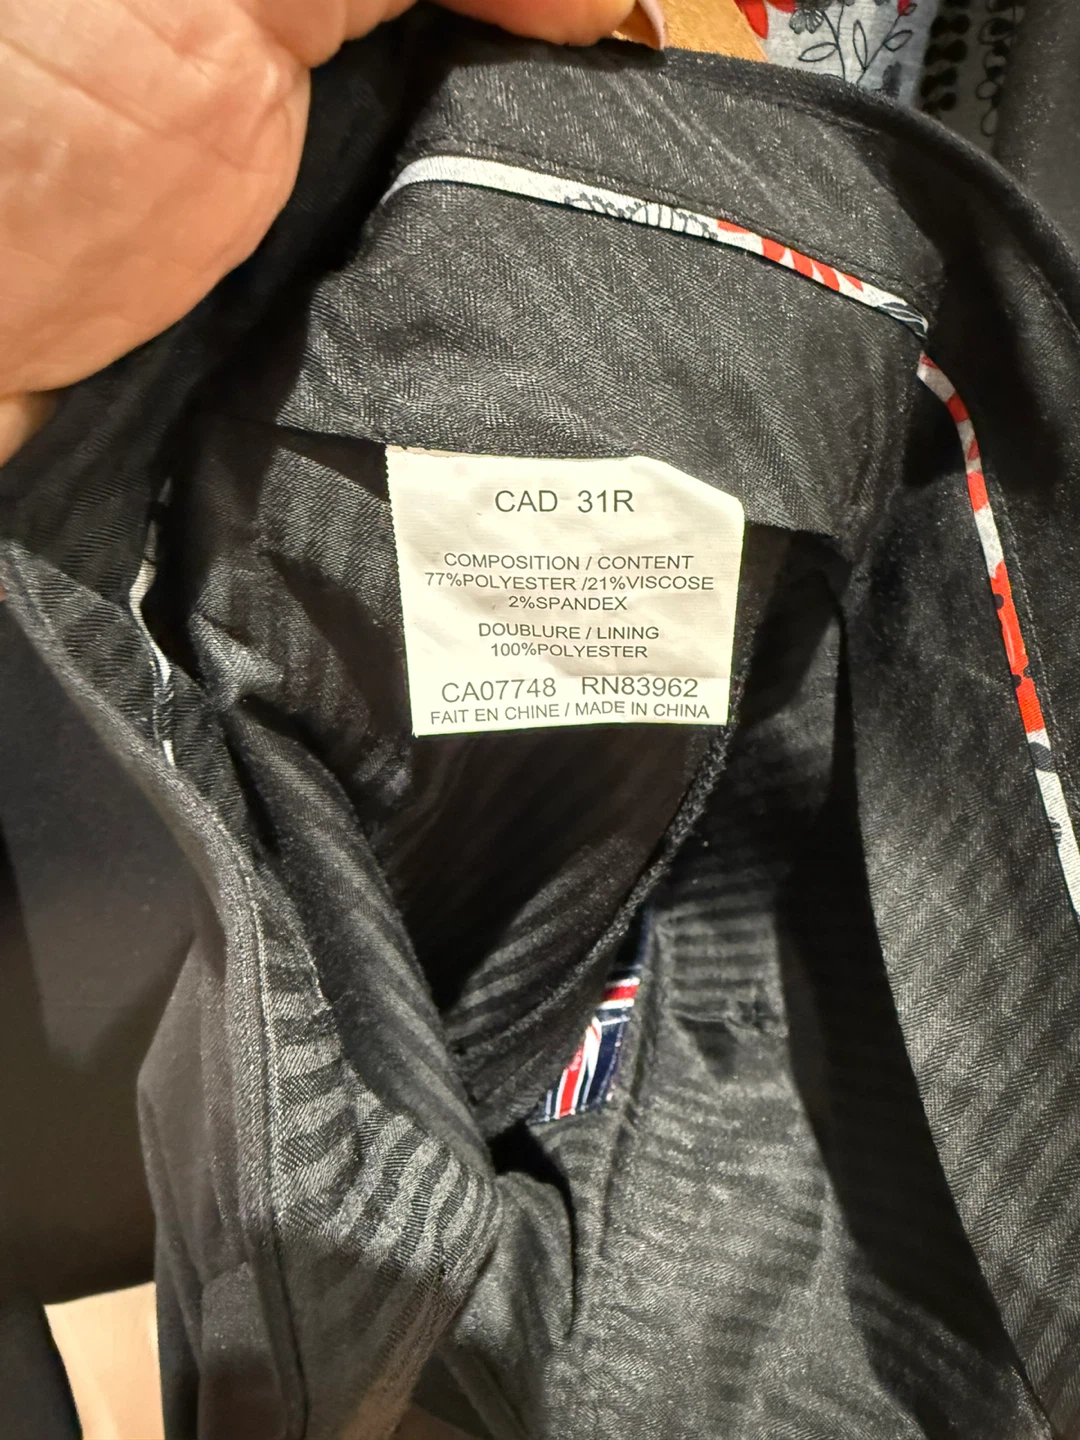 CAD 31R
COMPOSITION / CONTENT
77%POLYESTER /21%VISCOSE
2%SPANDEX
DOUBLURE / LINING
100%POLYESTER
CA07748 RN83962
FAIT EN CHINE / MADE IN CHINA